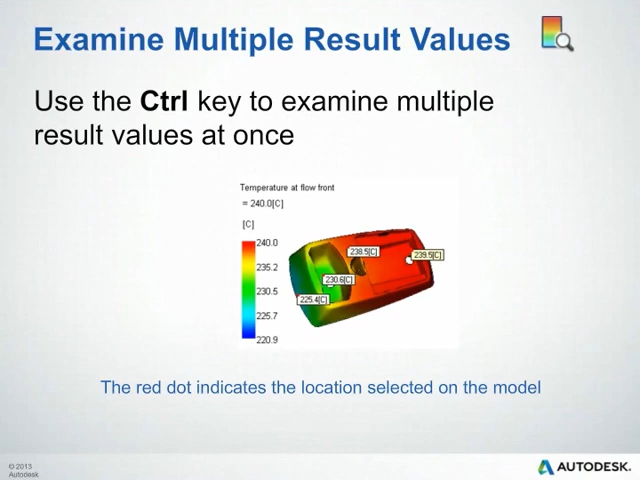 Examine Multiple Result Values
Use the Ctrl key to examine multiple
result values at once
Temperature at flow front
= 240.0[C]
[C]
240.0
235.2
230.5
225.7
220.9
238.5[C]
239.5[C]
230.6[C]
225.4[C]
The red dot indicates the location selected on the model
© 2013
Autodesk
AUTODESK.